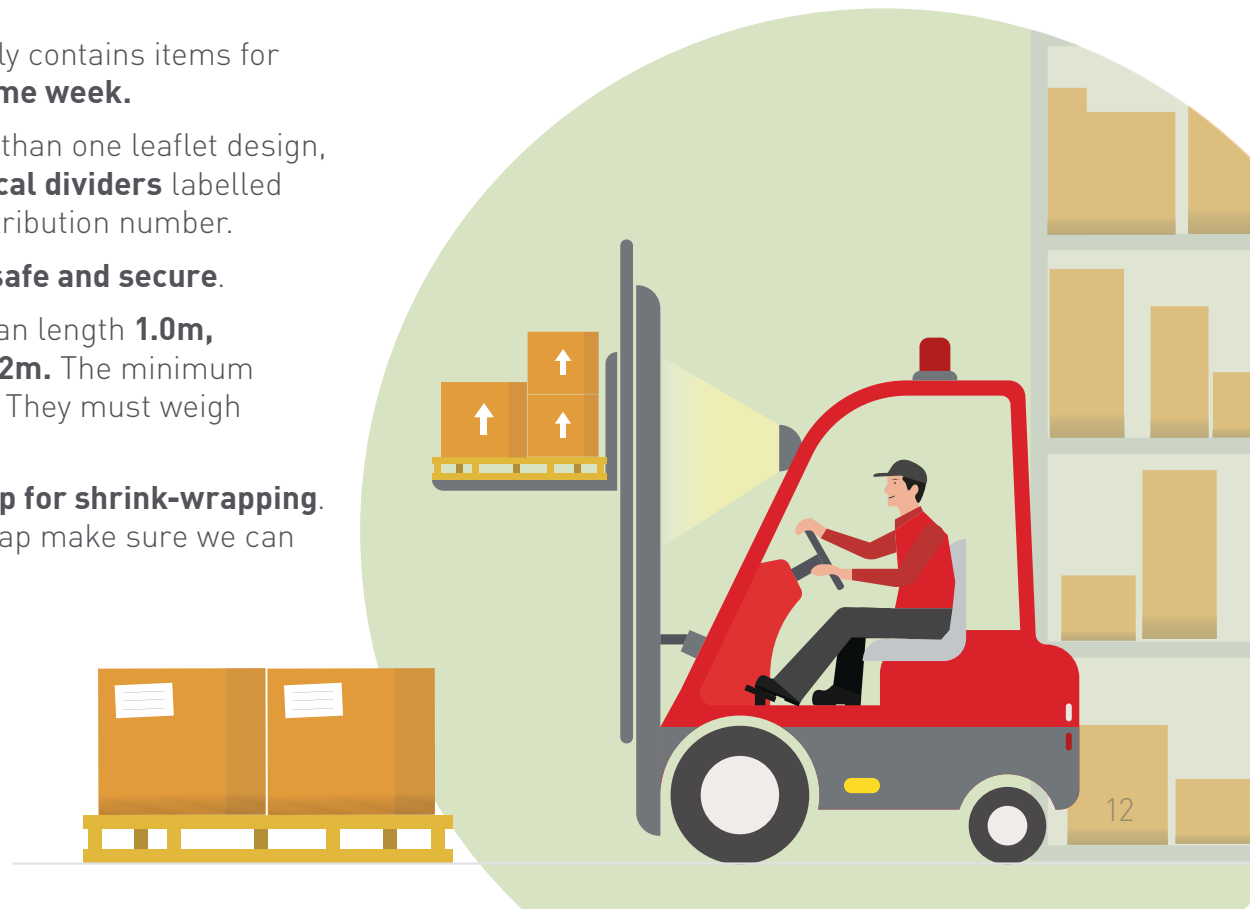 ly contains items for
me week.
than one leaflet design,
cal dividers labelled
tribution number.
safe and secure.
an length 1.0m,
2m. The minimum
They must weigh
p for shrink-wrapping.
ap make sure we can
12